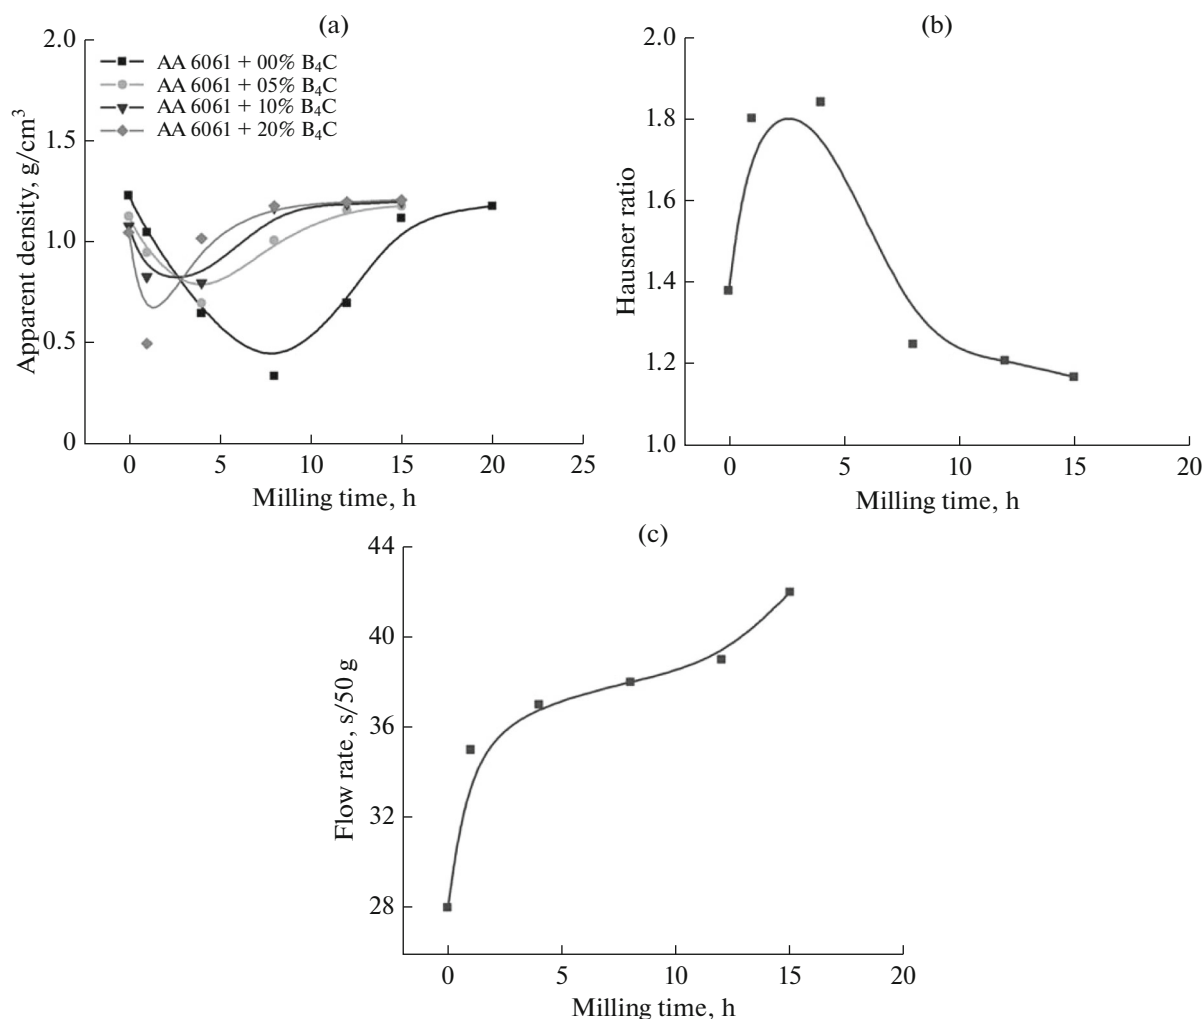 (a)
2.0
1.5
1.0
0.5
0
AA 6061 + 00% B₄C
AA 6061 + 05% B₄C
AA 6061 + 10% B₄C
AA 6061 + 20% B₄C
Apparent density, g/cm³
0 5 10 15 20 25
Milling time, h
(b)
2.0
1.8
1.6
1.4
1.2
1.0
Hausner ratio
0 5 10 15 20
Milling time, h
(c)
44
40
36
32
28
Flow rate, s/50 g
0 5 10 15 20
Milling time, h